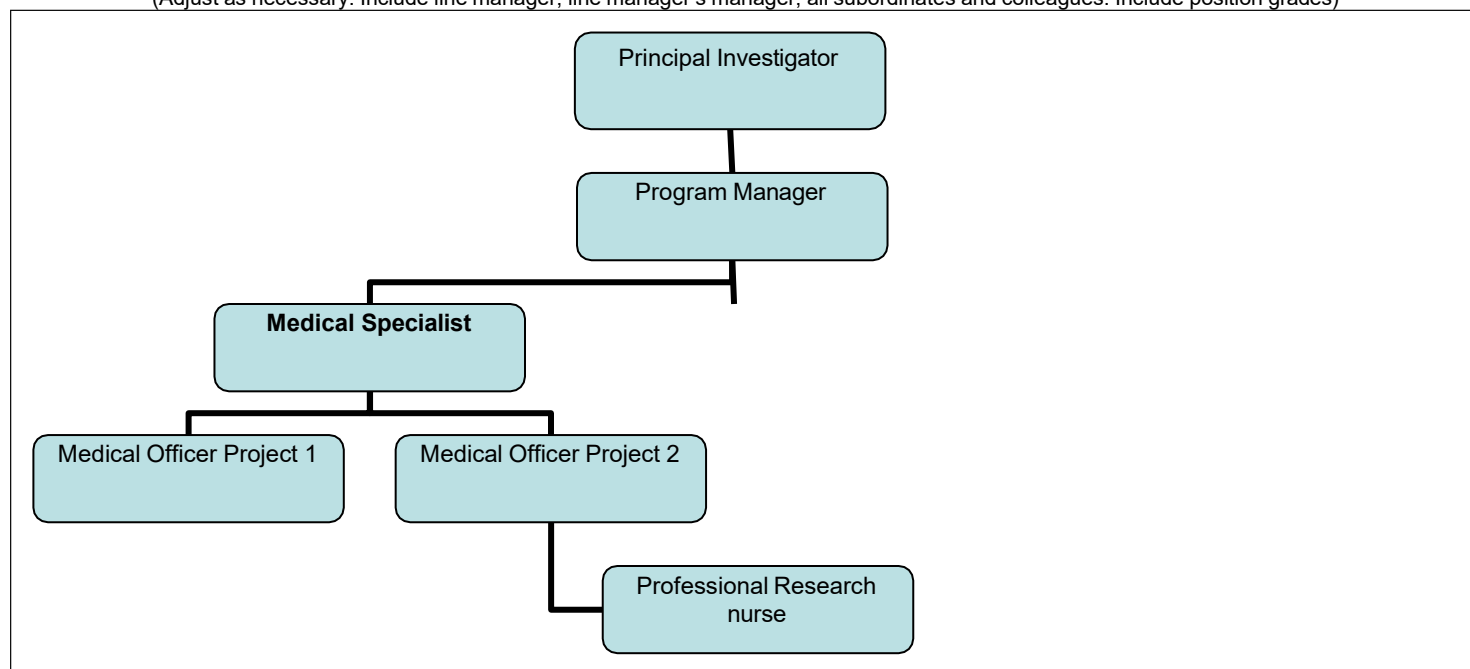 (Adjust as necessary. Include line manager, line manager's manager, all subordinates and colleagues. Include position grades)
Principal Investigator
Program Manager
Medical Specialist
Medical Officer Project 1
Medical Officer Project 2
Professional Research
nurse